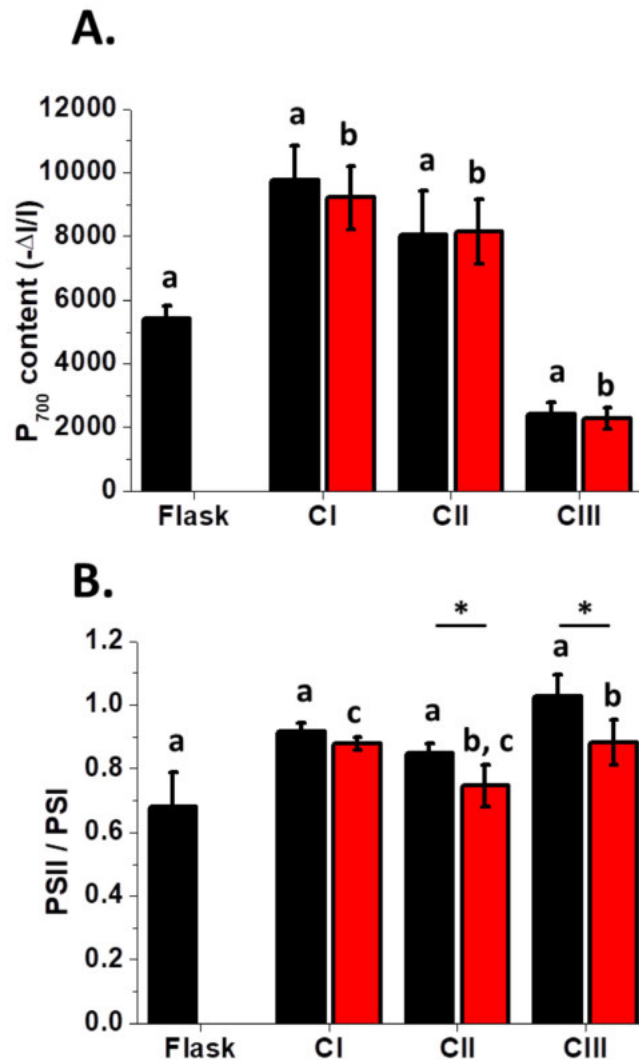 A.
P₇₀₀ content (-ΔI/I)
12000
10000
8000
6000
4000
2000
0
a
a
b
a
b
a
b
Flask CI CII CIII
B.
PSII / PSI
1.2
1.0
0.8
0.6
0.4
0.2
0.0
* *
a
a
c
a
b, c
a
b
Flask CI CII CIII